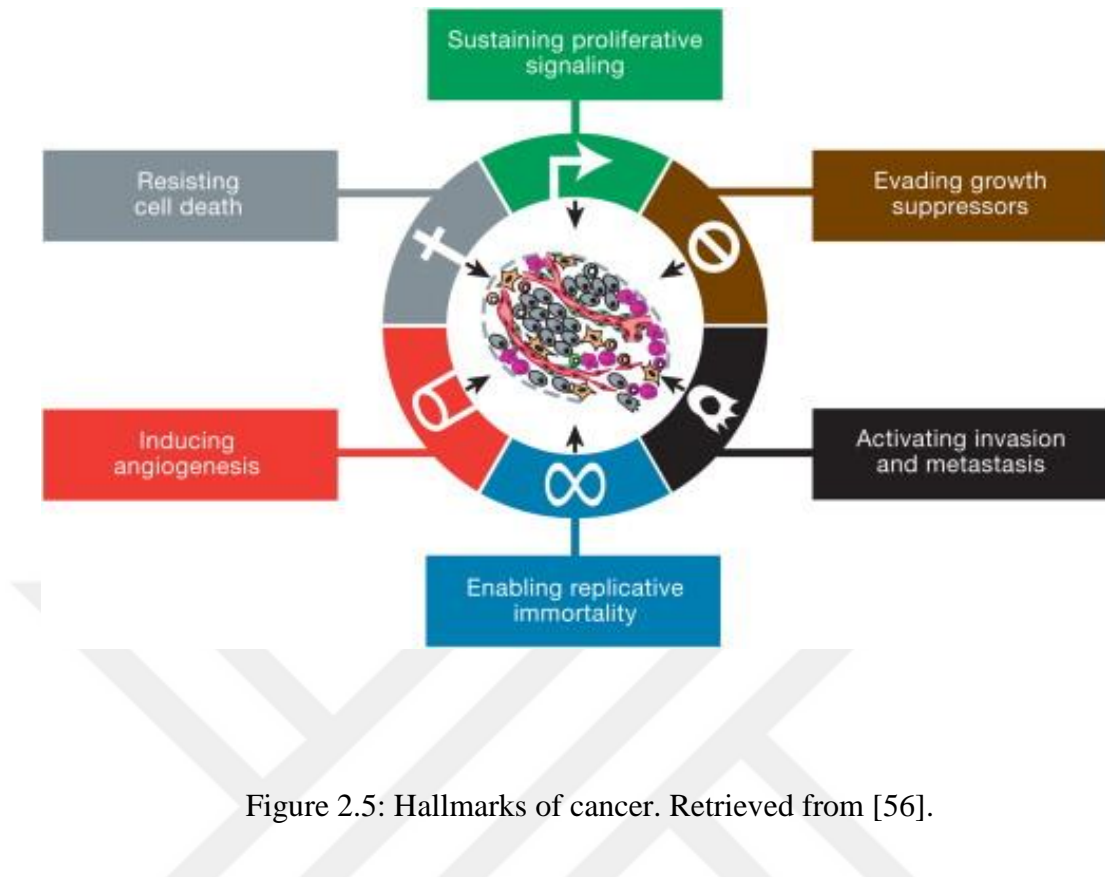 Sustaining proliferative
signaling
Resisting
cell death
Evading growth
suppressors
Inducing
angiogenesis
Activating invasion
and metastasis
Enabling replicative
immortality
Figure 2.5: Hallmarks of cancer. Retrieved from [56].